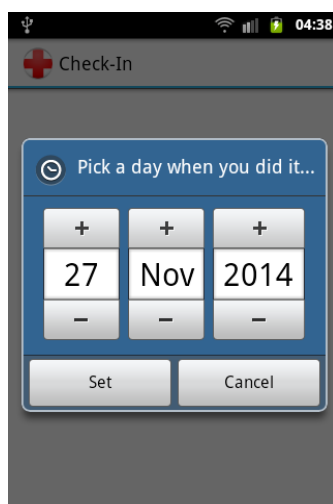 04:38
Check-In
Pick a day when you did it...
+ + +
27 Nov 2014
- - -
Set Cancel